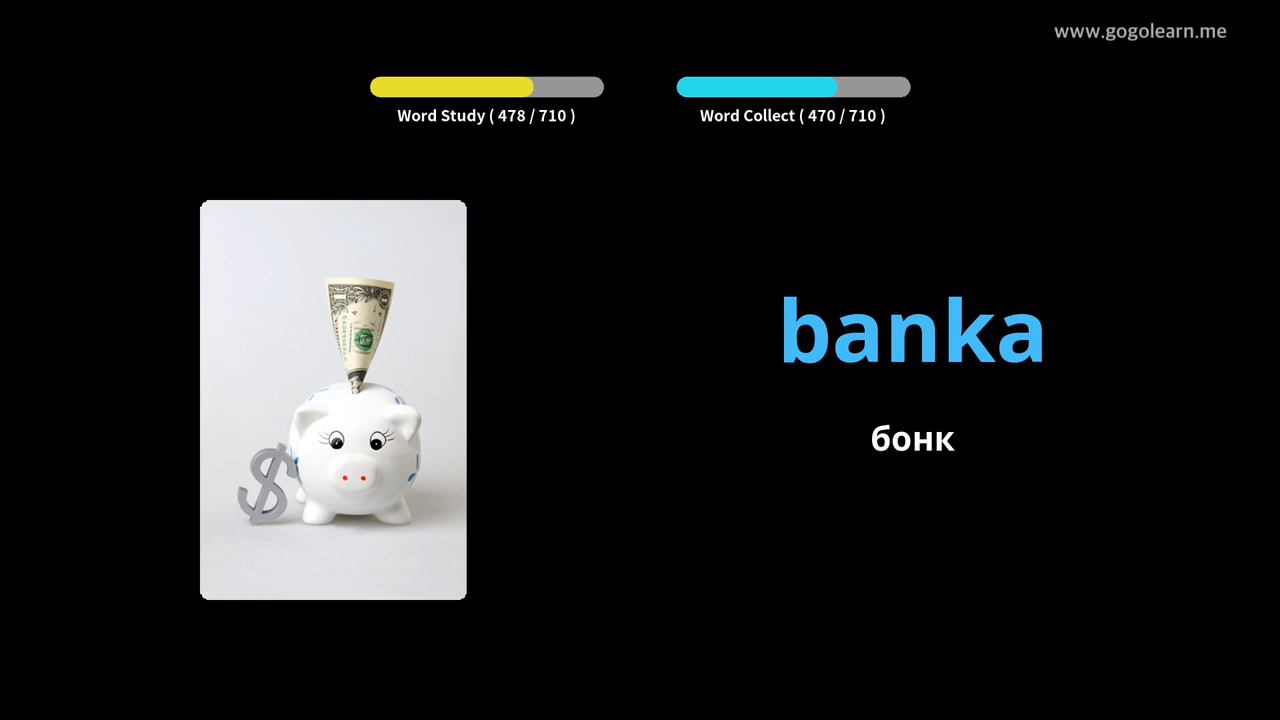 www.gogolearn.me
Word Study ( 478 / 710 )
Word Collect ( 470 / 710 )
banka
бонк
$